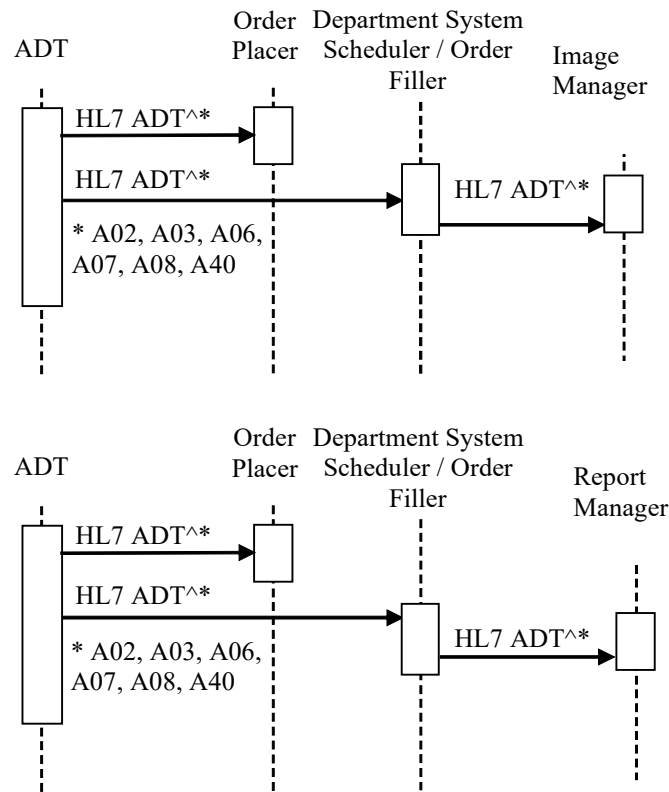 ADT
Order
Placer
Department System
Scheduler / Order
Filler
Image
Manager
HL7 ADT^*
HL7 ADT^*
HL7 ADT^*
* A02, A03, A06,
A07, A08, A40
ADT
Order
Placer
Department System
Scheduler / Order
Filler
Report
Manager
HL7 ADT^*
HL7 ADT^*
HL7 ADT^*
* A02, A03, A06,
A07, A08, A40